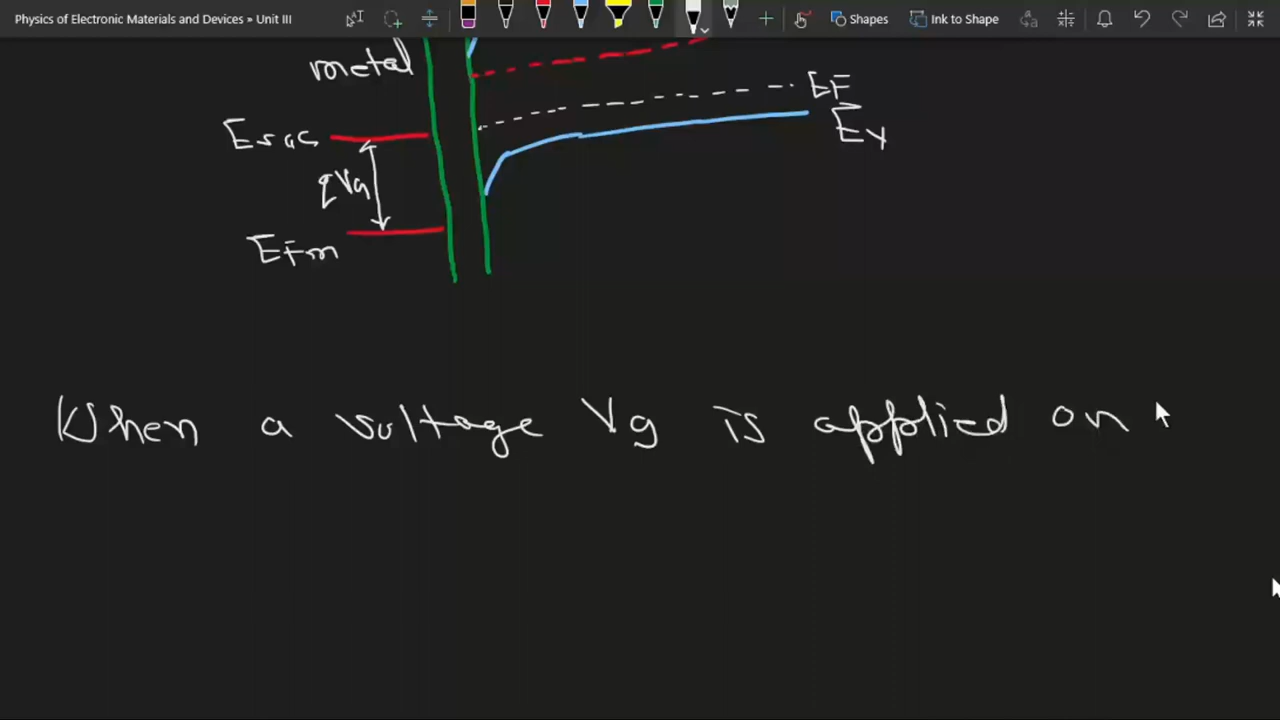 Physics of Electronic Materials and Devices » Unit III
Shapes
Ink to Shape
metal
EF
Ev
qVg
EFm
When a voltage Vg is applied on